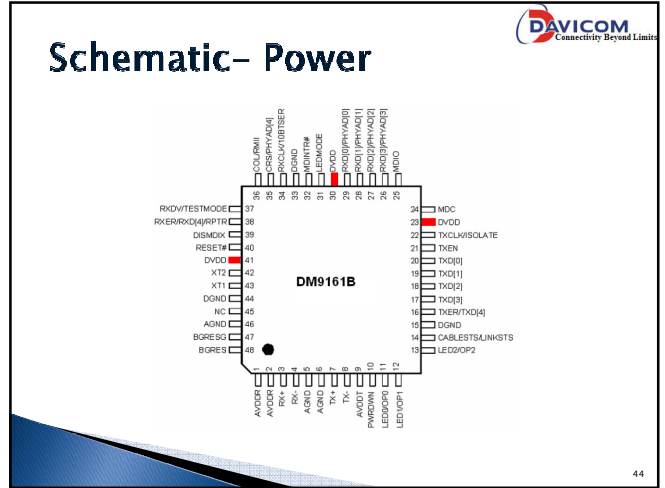 DAVICOM
Connectivity Beyond Limits
Schematic- Power
COL/RMII
CRS/PHYAD[4]
RXCLK/10BTSER
DGND
MDINTR#
LEDMODE
DVDD
RXD[0]/PHYAD[0]
RXD[1]/PHYAD[1]
RXD[2]/PHYAD[2]
RXD[3]/PHYAD[3]
MDIO
36 35 34 33 32 31 30 29 28 27 26 25
RXDV/TESTMODE 37
RXER/RXD[4]/RPTR 38
DISMDIX 39
RESET# 40
DVDD 41
XT2 42
XT1 43
DGND 44
NC 45
AGND 46
BGRESG 47
BGRES 48
DM9161B
24 MDC
23 DVDD
22 TXCLK/ISOLATE
21 TXEN
20 TXD[0]
19 TXD[1]
18 TXD[2]
17 TXD[3]
16 TXER/TXD[4]
15 DGND
14 CABLESTS/LINKSTS
13 LED2/OP2
1 2 3 4 5 6 7 8 9 10 11 12
AVDDR
AVDDR
RX+
RX-
AGND
AGND
TX+
TX-
AVDDT
PWRDWN
LED0/OP0
LED1/OP1
44